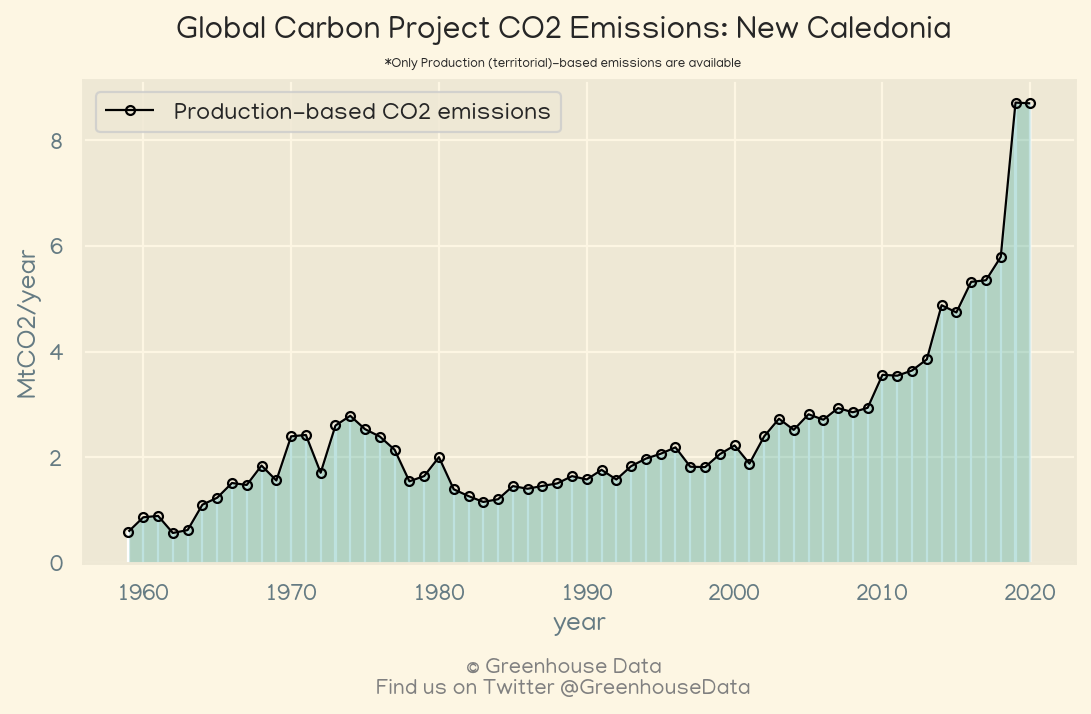 Global Carbon Project CO2 Emissions: New Caledonia
*Only Production (territorial)-based emissions are available
Production-based CO2 emissions
8
6
4
2
0
MtCO2/year
1960 1970 1980 1990 2000 2010 2020
year
© Greenhouse Data
Find us on Twitter @GreenhouseData